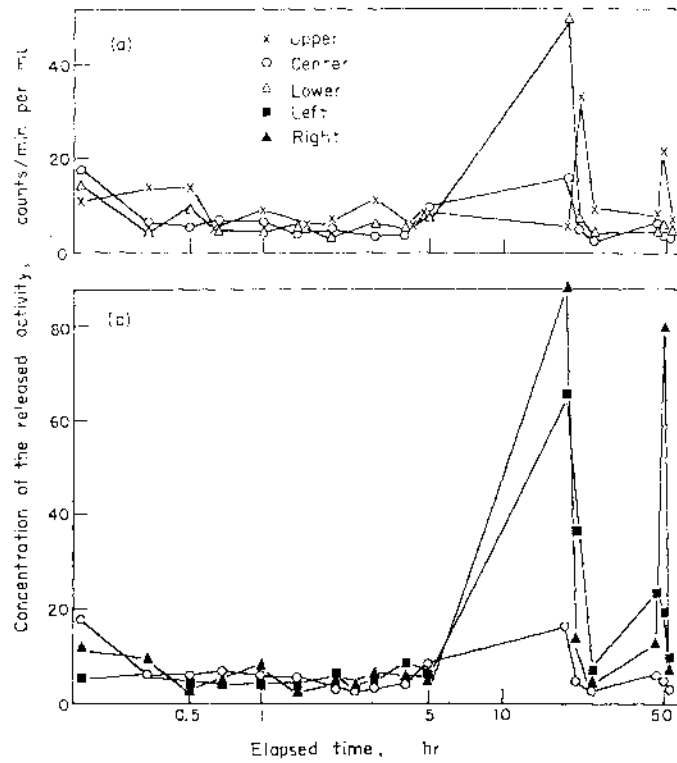 (a)
Upper
Center
Lower
Left
Right
40
20
0
Concentration of the released activity, counts/min per ml
80
60
40
20
0
0.5
1
5
10
50
Elapsed time, hr